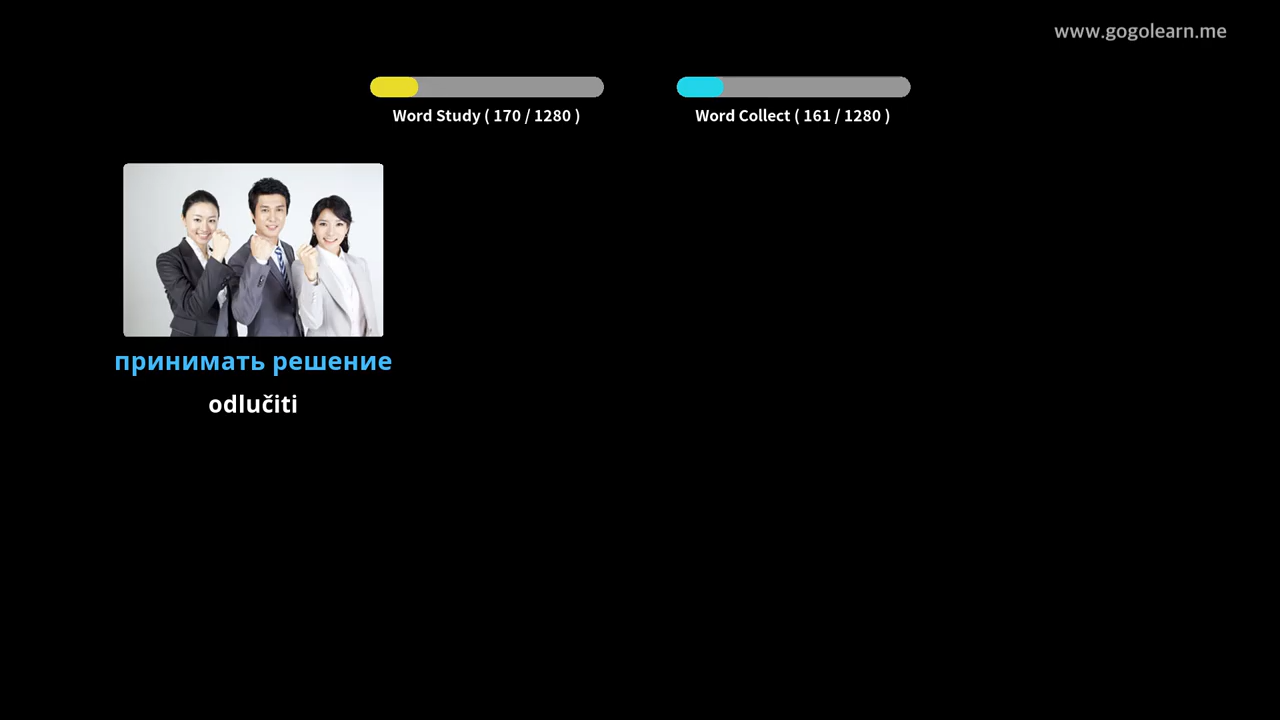 www.gogolearn.me
Word Study ( 170 / 1280 )
Word Collect ( 161 / 1280 )
принимать решение
odlučiti